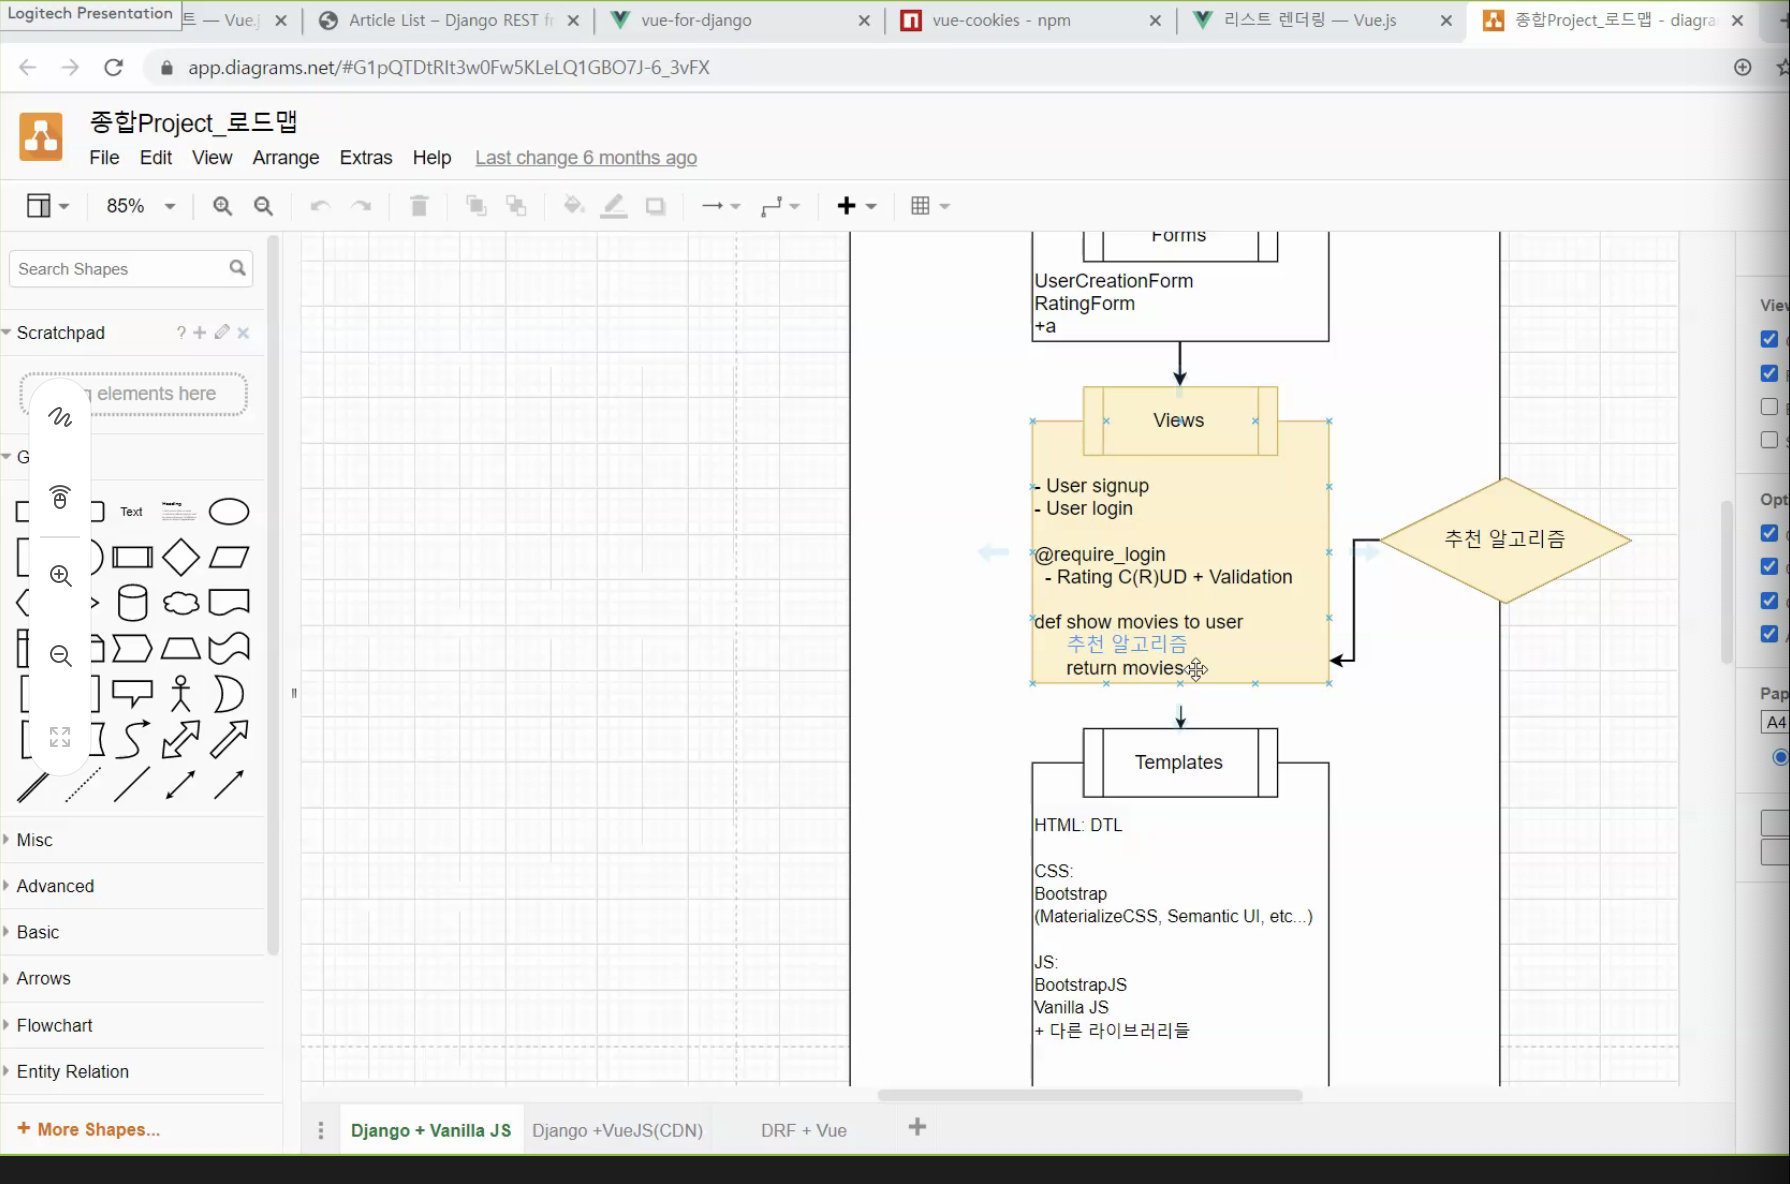 Logitech Presentation
트 — Vue.j
Article List – Django REST fr
vue-for-django
vue-cookies - npm
리스트 렌더링 — Vue.js
종합Project_로드맵 - diagra
app.diagrams.net/#G1pQTDtRIt3w0Fw5KLeLQ1GBO7J-6_3vFX
종합Project_로드맵
File Edit View Arrange Extras Help Last change 6 months ago
85%
Search Shapes
Scratchpad
?
elements here
G
Text
Heading
Misc
Advanced
Basic
Arrows
Flowchart
Entity Relation
+ More Shapes...
Forms
UserCreationForm
RatingForm
+a
Views
- User signup
- User login
@require_login
- Rating C(R)UD + Validation
def show movies to user
추천 알고리즘
return movies
추천 알고리즘
Templates
HTML: DTL
CSS:
Bootstrap
(MaterializeCSS, Semantic UI, etc...)
JS:
BootstrapJS
Vanilla JS
+ 다른 라이브러리들
View
Opt
Pap
A4
Django + Vanilla JS
Django +VueJS(CDN)
DRF + Vue